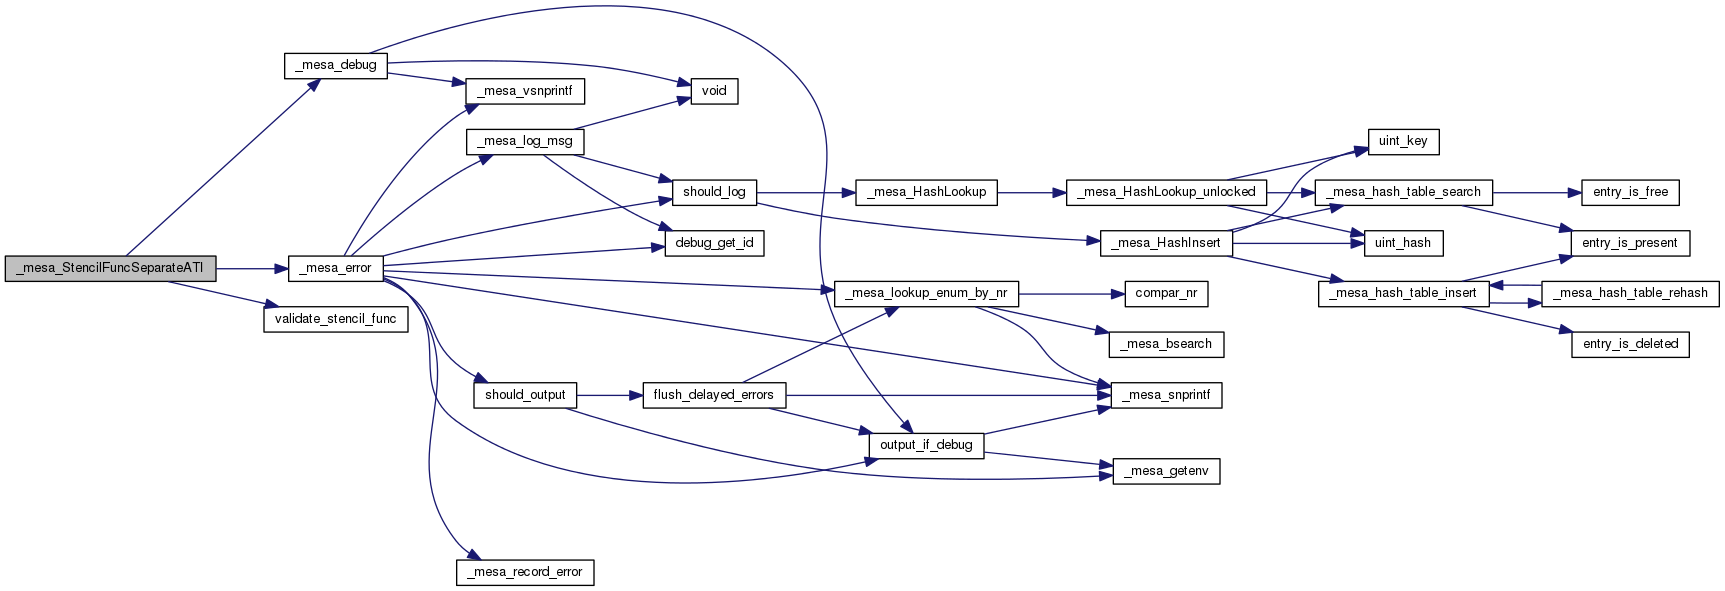 _mesa_StencilFuncSeparateATI
_mesa_debug
_mesa_error
validate_stencil_func
_mesa_vsnprintf
_mesa_log_msg
should_output
_mesa_record_error
void
should_log
debug_get_id
flush_delayed_errors
_mesa_HashLookup
_mesa_lookup_enum_by_nr
output_if_debug
_mesa_HashLookup_unlocked
_mesa_HashInsert
compar_nr
_mesa_bsearch
_mesa_snprintf
_mesa_getenv
uint_key
_mesa_hash_table_search
uint_hash
_mesa_hash_table_insert
entry_is_free
entry_is_present
_mesa_hash_table_rehash
entry_is_deleted